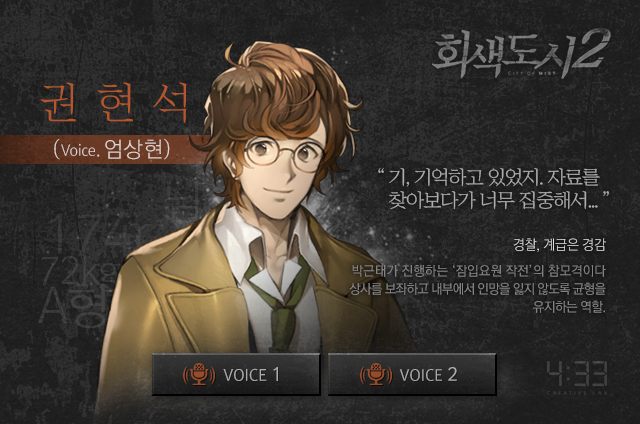 회색도시2
CITY OF MIST
권현석
(Voice. 엄상현)
“ 기, 기억하고 있었지. 자료를
찾아보다가 너무 집중해서... ”
경찰, 계급은 경감
박근태가 진행하는 ‘잠입요원 작전’의 참모격이다
상사를 보좌하고 내부에서 인망을 잃지 않도록 균형을
유지하는 역할.
72kg
A형
VOICE 1
VOICE 2
4:33
CREATIVE LAB